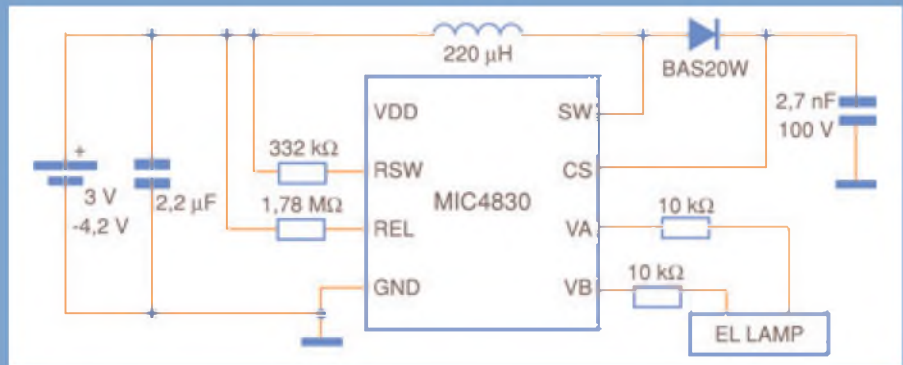 220 µH
BAS20W
+
3 V
-4,2 V
2,2 µF
332 kΩ
1,78 MΩ
VDD
RSW
REL
GND
MIC4830
SW
CS
VA
VB
2,7 nF
100 V
10 kΩ
10 kΩ
EL LAMP